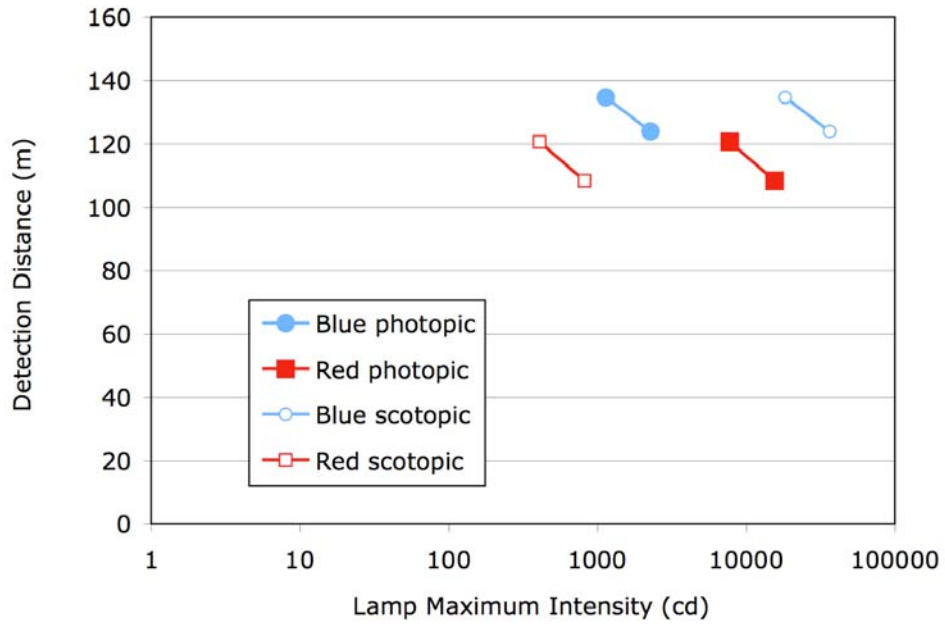 160
140
120
100
80
60
40
20
0
Detection Distance (m)
Blue photopic
Red photopic
Blue scotopic
Red scotopic
1 10 100 1000 10000 100000
Lamp Maximum Intensity (cd)